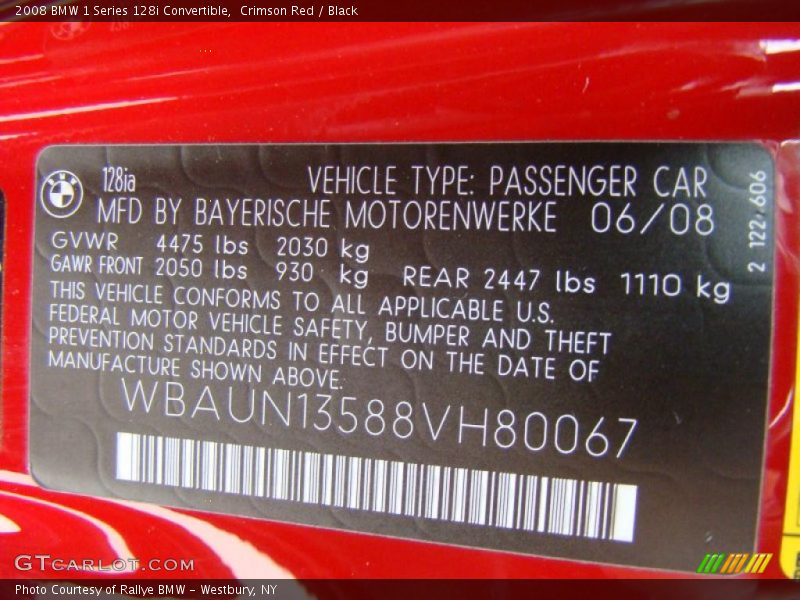 2008 BMW 1 Series 128i Convertible,  Crimson Red / Black
128ia
VEHICLE TYPE: PASSENGER CAR
MFD BY BAYERISCHE MOTORENWERKE 06/08
GVWR 4475 lbs 2030 kg
GAWR FRONT 2050 lbs 930 kg REAR 2447 lbs 1110 kg
THIS VEHICLE CONFORMS TO ALL APPLICABLE U.S.
FEDERAL MOTOR VEHICLE SAFETY, BUMPER AND THEFT
PREVENTION STANDARDS IN EFFECT ON THE DATE OF
MANUFACTURE SHOWN ABOVE.
WBAUN13588VH80067
2 122 606
GTCARLOT.COM
Photo Courtesy of Rallye BMW - Westbury, NY